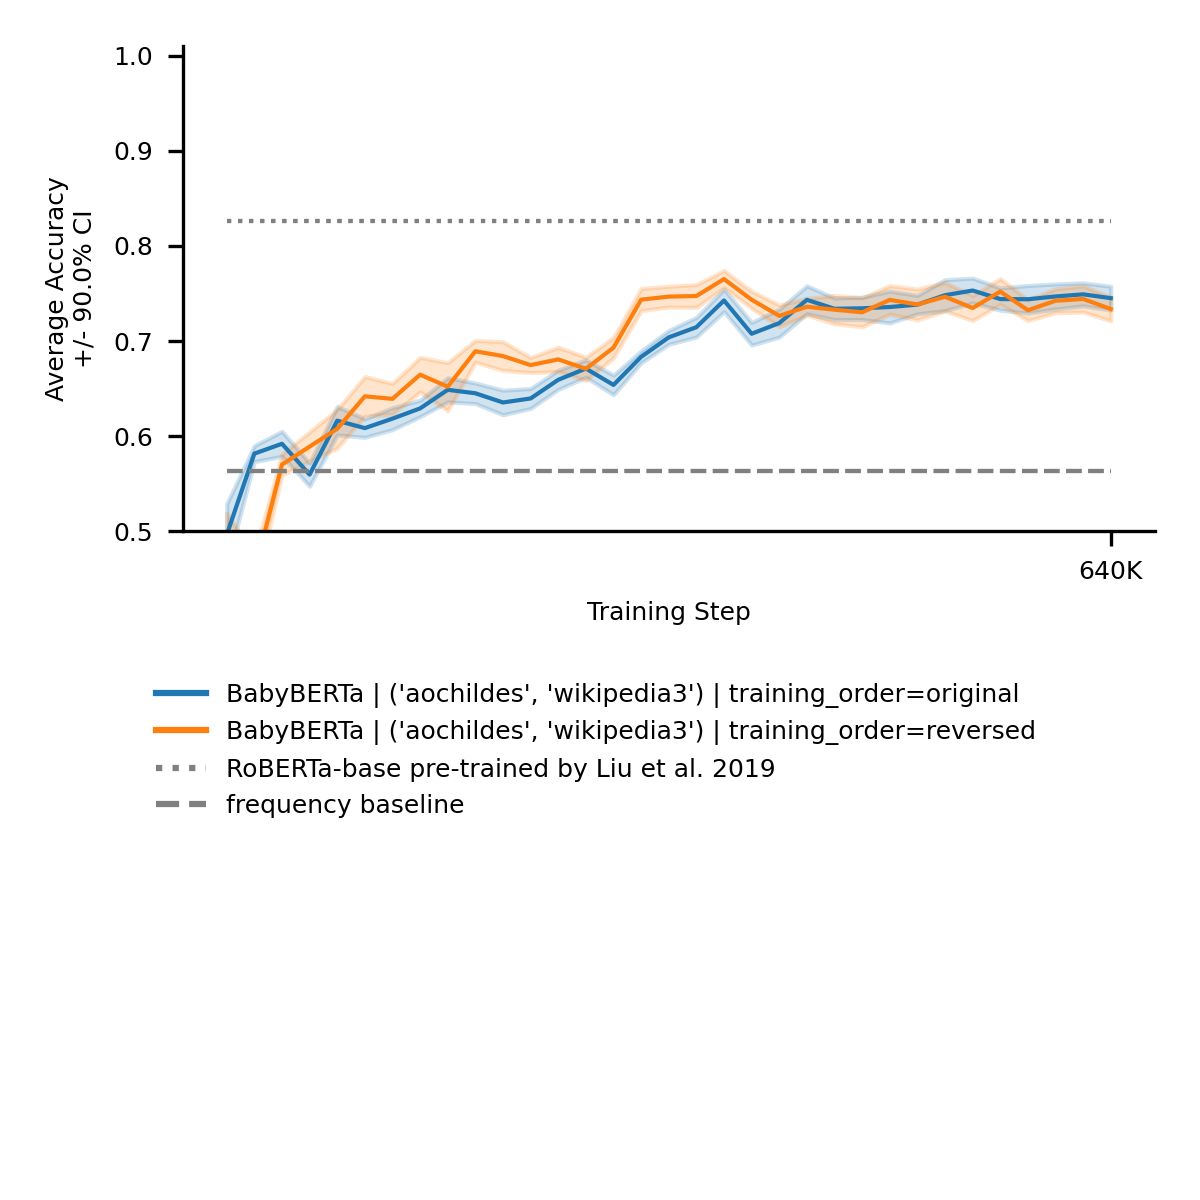 1.0
0.9
0.8
0.7
0.6
0.5
Average Accuracy
+/- 90.0% CI
640K
Training Step
BabyBERTa | ('aochildes', 'wikipedia3') | training_order=original
BabyBERTa | ('aochildes', 'wikipedia3') | training_order=reversed
RoBERTa-base pre-trained by Liu et al. 2019
frequency baseline